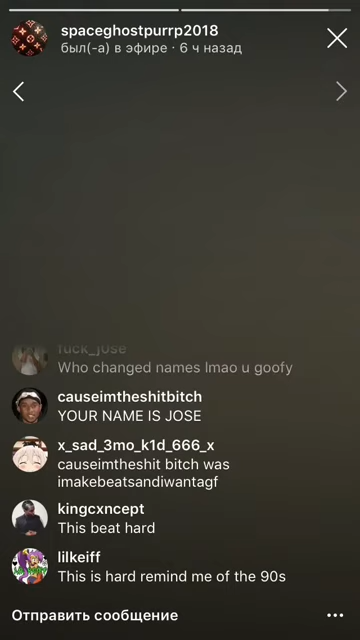 spaceghostpurrp2018
был(-а) в эфире · 6 ч назад
fuck_jose
Who changed names lmao u goofy
causeimtheshitbitch
YOUR NAME IS JOSE
x_sad_3mo_k1d_666_x
causeimtheshit bitch was
imakebeatsandiwantagf
kingcxncept
This beat hard
lilkeiff
This is hard remind me of the 90s
Отправить сообщение